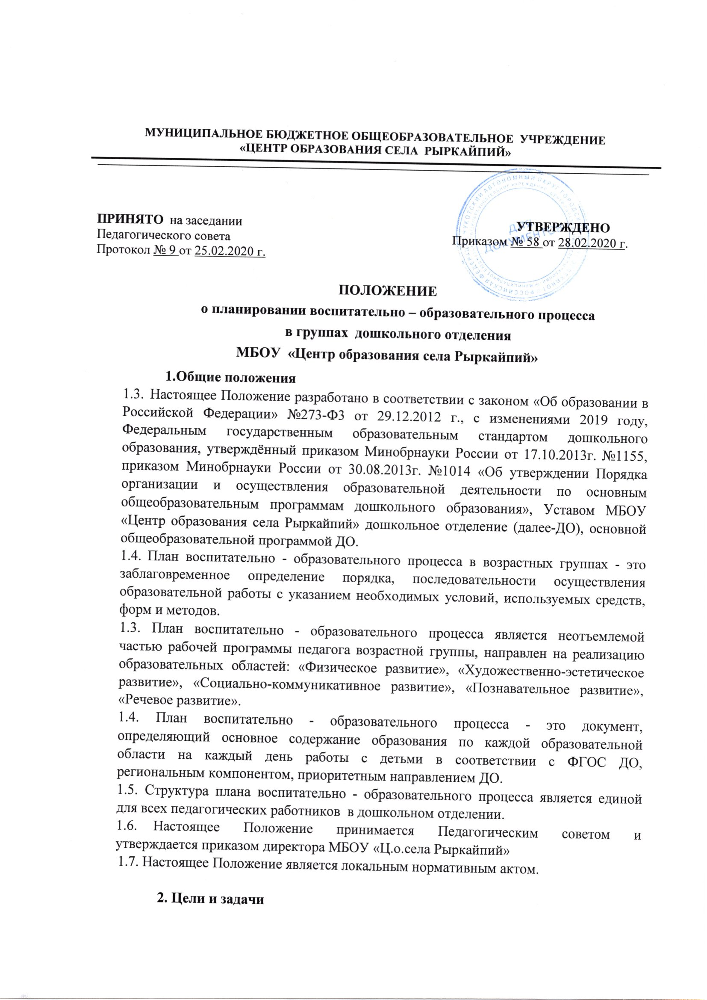 МУНИЦИПАЛЬНОЕ БЮДЖЕТНОЕ ОБЩЕОБРАЗОВАТЕЛЬНОЕ УЧРЕЖДЕНИЕ
«ЦЕНТР ОБРАЗОВАНИЯ СЕЛА РЫРКАЙПИЙ»
ПРИНЯТО на заседании
Педагогического совета
Протокол № 9 от 25.02.2020 г.
УТВЕРЖДЕНО
Приказом № 58 от 28.02.2020 г.
ДЛЯ
ДОКУМЕНТОВ
РОССИЙСКАЯ ФЕДЕРАЦ ЧУКОТСКИЙ АВТОНОМНЫЙ ОКРУГ ГОРОДСК
ПОЛОЖЕНИЕ
о планировании воспитательно – образовательного процесса
в группах дошкольного отделения
МБОУ «Центр образования села Рыркайпий»
1.Общие положения
1.3. Настоящее Положение разработано в соответствии с законом «Об образовании в
Российской Федерации» №273-ФЗ от 29.12.2012 г., с изменениями 2019 году,
Федеральным государственным образовательным стандартом дошкольного
образования, утверждённый приказом Минобрнауки России от 17.10.2013г. №1155,
приказом Минобрнауки России от 30.08.2013г. №1014 «Об утверждении Порядка
организации и осуществления образовательной деятельности по основным
общеобразовательным программам дошкольного образования», Уставом МБОУ
«Центр образования села Рыркайпий» дошкольное отделение (далее-ДО), основной
общеобразовательной программой ДО.
1.4. План воспитательно - образовательного процесса в возрастных группах - это
заблаговременное определение порядка, последовательности осуществления
образовательной работы с указанием необходимых условий, используемых средств,
форм и методов.
1.3. План воспитательно - образовательного процесса является неотъемлемой
частью рабочей программы педагога возрастной группы, направлен на реализацию
образовательных областей: «Физическое развитие», «Художественно-эстетическое
развитие», «Социально-коммуникативное развитие», «Познавательное развитие»,
«Речевое развитие».
1.4. План воспитательно - образовательного процесса - это документ,
определяющий основное содержание образования по каждой образовательной
области на каждый день работы с детьми в соответствии с ФГОС ДО,
региональным компонентом, приоритетным направлением ДО.
1.5. Структура плана воспитательно - образовательного процесса является единой
для всех педагогических работников в дошкольном отделении.
1.6. Настоящее Положение принимается Педагогическим советом и
утверждается приказом директора МБОУ «Ц.о.села Рыркайпий»
1.7. Настоящее Положение является локальным нормативным актом.
2. Цели и задачи